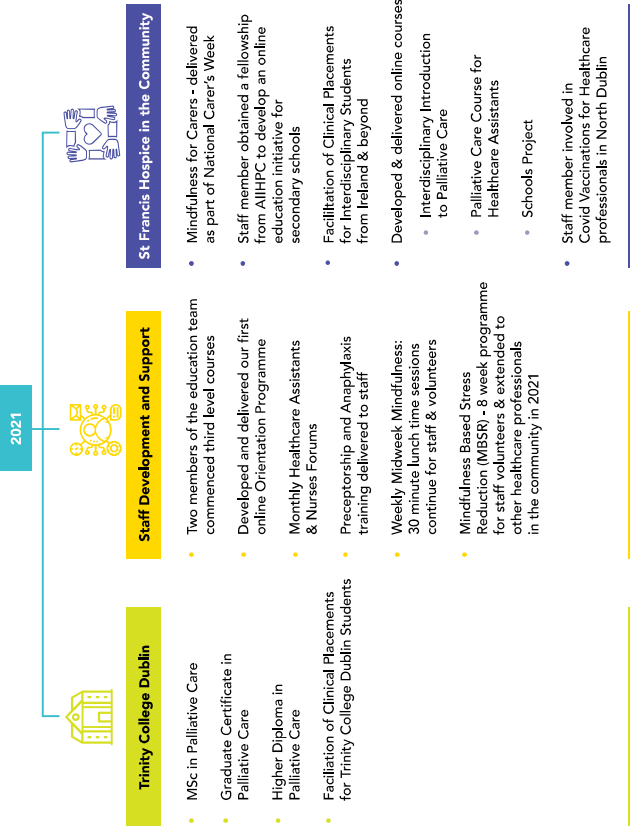 2021
Trinity College Dublin
• MSc in Palliative Care
• Graduate Certificate in
Palliative Care
• Higher Diploma in
Palliative Care
• Faciliation of Clinical Placements
for Trinity College Dublin Students
Staff Development and Support
• Two members of the education team
commenced third level courses
• Developed and delivered our first
online Orientation Programme
• Monthly Healthcare Assistants
& Nurses Forums
• Preceptorship and Anaphylaxis
training delivered to staff
• Weekly Midweek Mindfulness:
30 minute lunch time sessions
continue for staff & volunteers
• Mindfulness Based Stress
Reduction (MBSR) - 8 week programme
for staff volunteers & extended to
other healthcare professionals
in the community in 2021
St Francis Hospice in the Community
• Mindfulness for Carers - delivered
as part of National Carer's Week
• Staff member obtained a fellowship
from AIIHPC to develop an online
education initiative for
secondary schools
• Faciliitation of Clinical Placements
for Interdisciplinary Students
from Ireland & beyond
• Developed & delivered online courses
• Interdisciplinary Introduction
to Palliative Care
• Palliative Care Course for
Healthcare Assistants
• Schools Project
• Staff member involved in
Covid Vaccinations for Healthcare
professionals in North Dublin